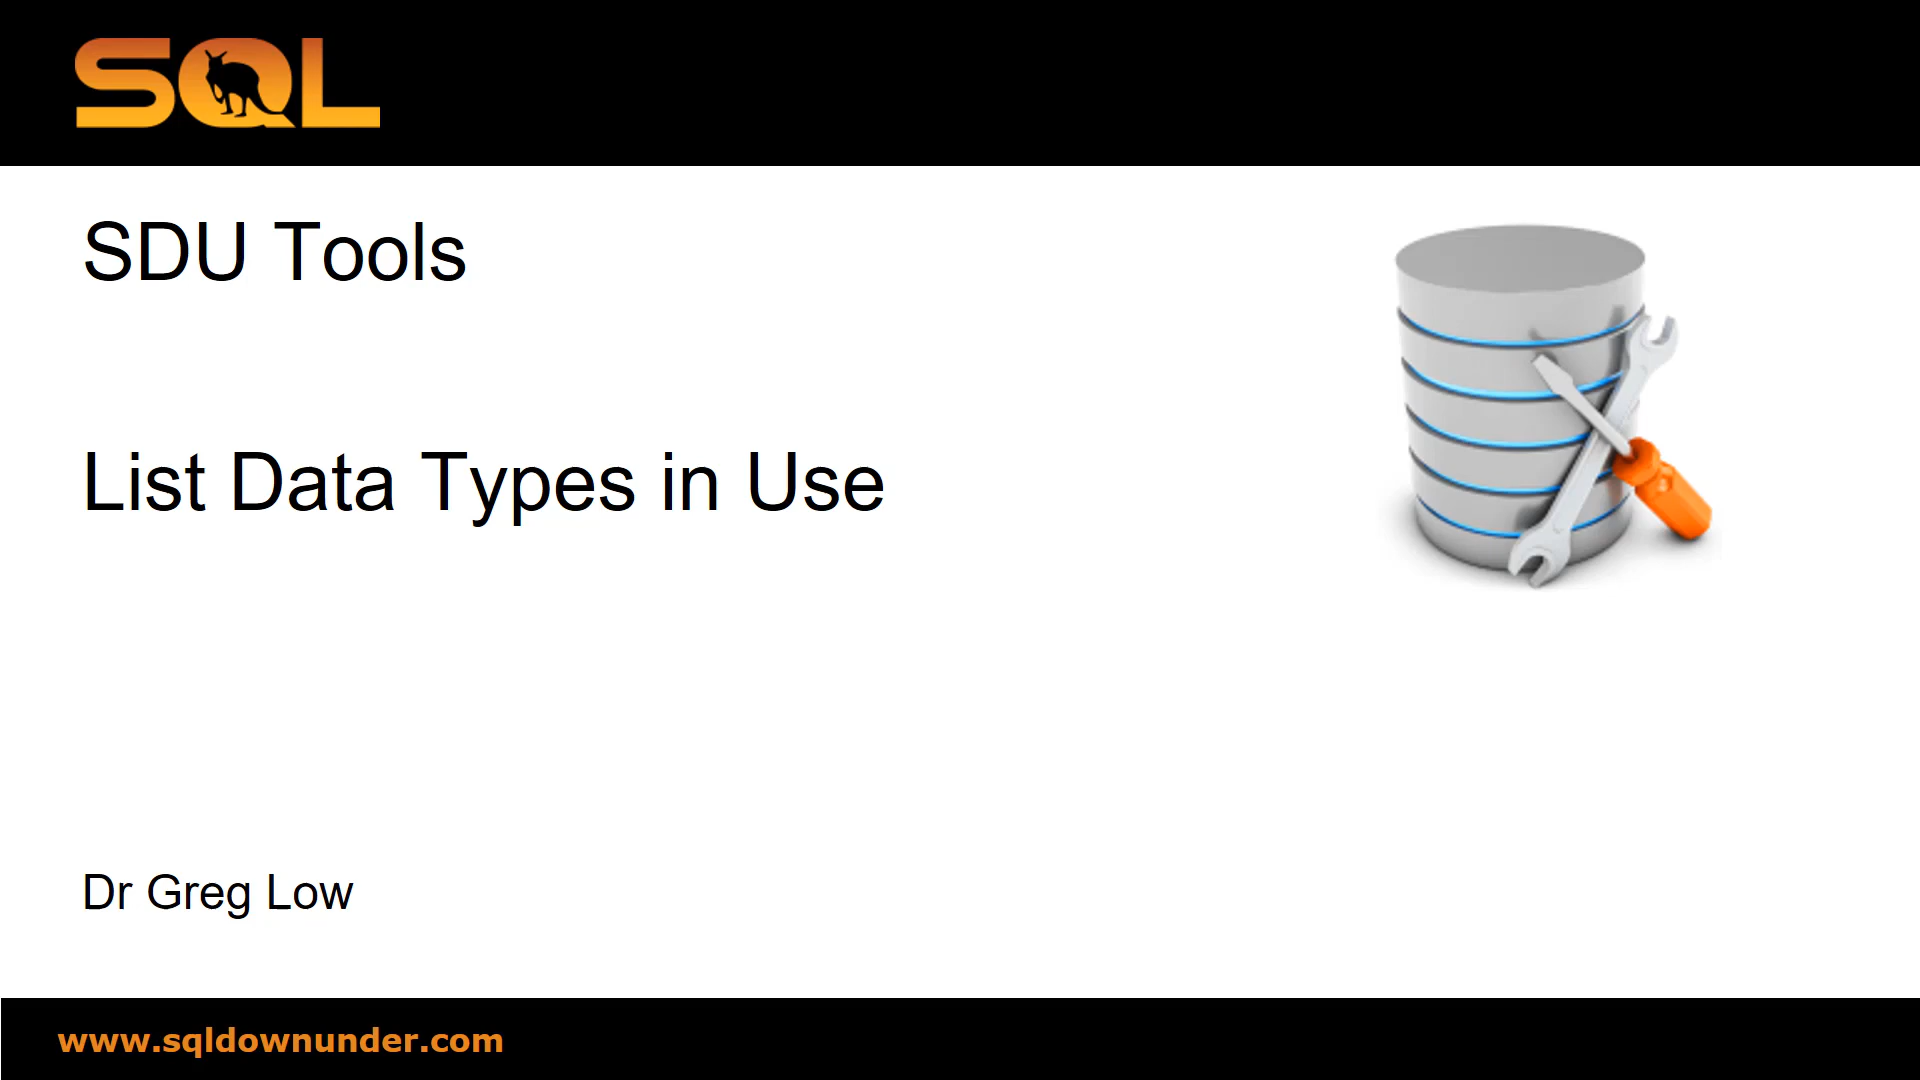 SQL
SDU Tools
List Data Types in Use
Dr Greg Low
www.sqldownunder.com